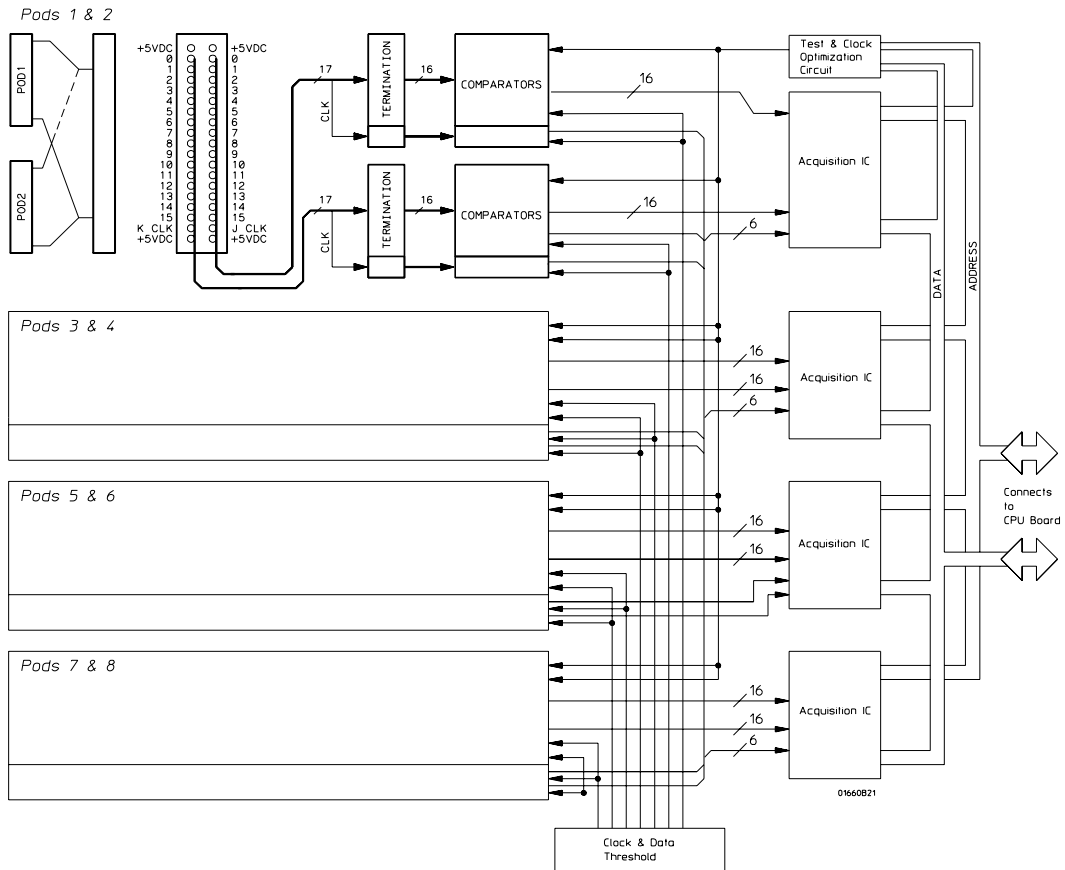 Pods 1 & 2
POD1
POD2
+5VDC +5VDC
0 0
1 1
2 2
3 3
4 4
5 5
6 6
7 7
8 8
9 9
10 10
11 11
12 12
13 13
14 14
15 15
K CLK J CLK
+5VDC +5VDC
17
CLK
TERMINATION
16
COMPARATORS
16
17
CLK
TERMINATION
16
COMPARATORS
16
6
Test & Clock
Optimization
Circuit
Acquisition IC
DATA
ADDRESS
Pods 3 & 4
16
16
6
Acquisition IC
Connects
to
CPU Board
Pods 5 & 6
16
16
Acquisition IC
Pods 7 & 8
16
16
6
Acquisition IC
01660B21
Clock & Data
Threshold